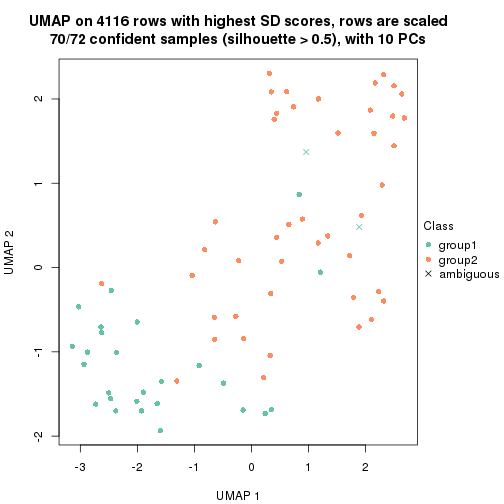 UMAP on 4116 rows with highest SD scores, rows are scaled
70/72 confident samples (silhouette > 0.5), with 10 PCs
UMAP 2
2
1
0
-1
-2
-3
-2
-1
0
1
2
UMAP 1
Class
group1
group2
ambiguous